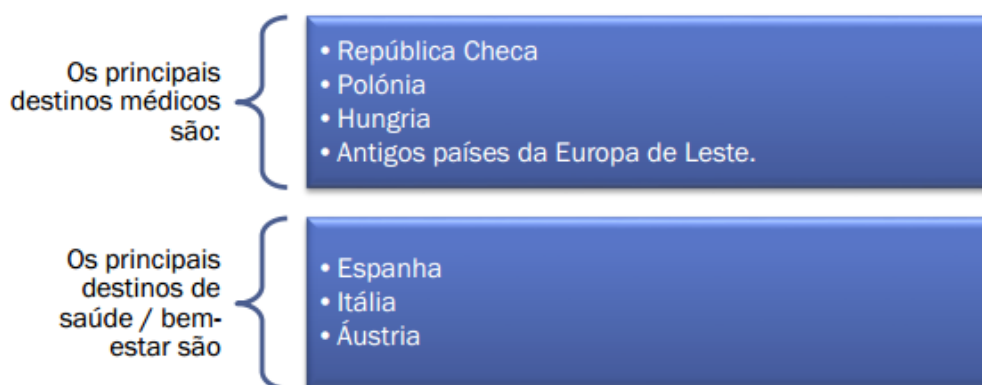 Os principais
destinos médicos
são:
• República Checa
• Polónia
• Hungria
• Antigos países da Europa de Leste.
Os principais
destinos de
saúde / bem-
estar são
• Espanha
• Itália
• Áustria